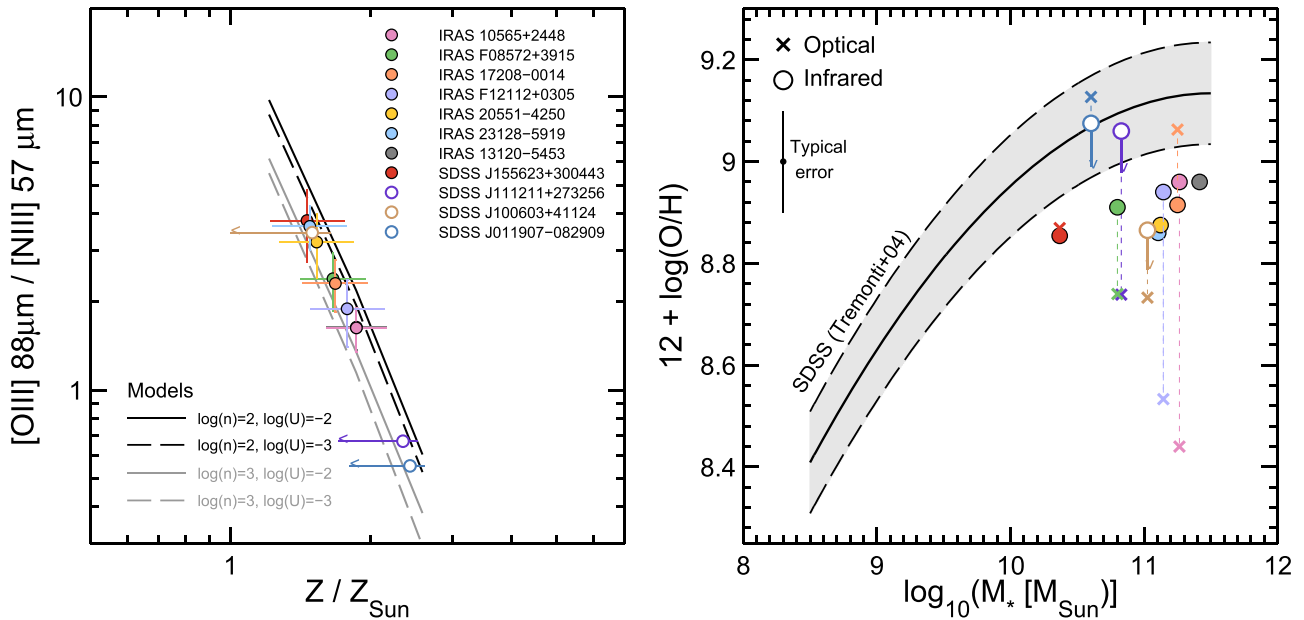 [OIII] 88μm / [NIII] 57 μm
10
1
IRAS 10565+2448
IRAS F08572+3915
IRAS 17208−0014
IRAS F12112+0305
IRAS 20551−4250
IRAS 23128−5919
IRAS 13120−5453
SDSS J155623+300443
SDSS J111211+273256
SDSS J100603+41124
SDSS J011907−082909
Models
log(n)=2, log(U)=−2
log(n)=2, log(U)=−3
log(n)=3, log(U)=−2
log(n)=3, log(U)=−3
1
Z / Z_Sun
12 + log(O/H)
9.2
9
8.8
8.6
8.4
Optical
Infrared
Typical
error
SDSS (Tremonti+04)
8 9 10 11 12
log₁₀(M_* [M_Sun)]